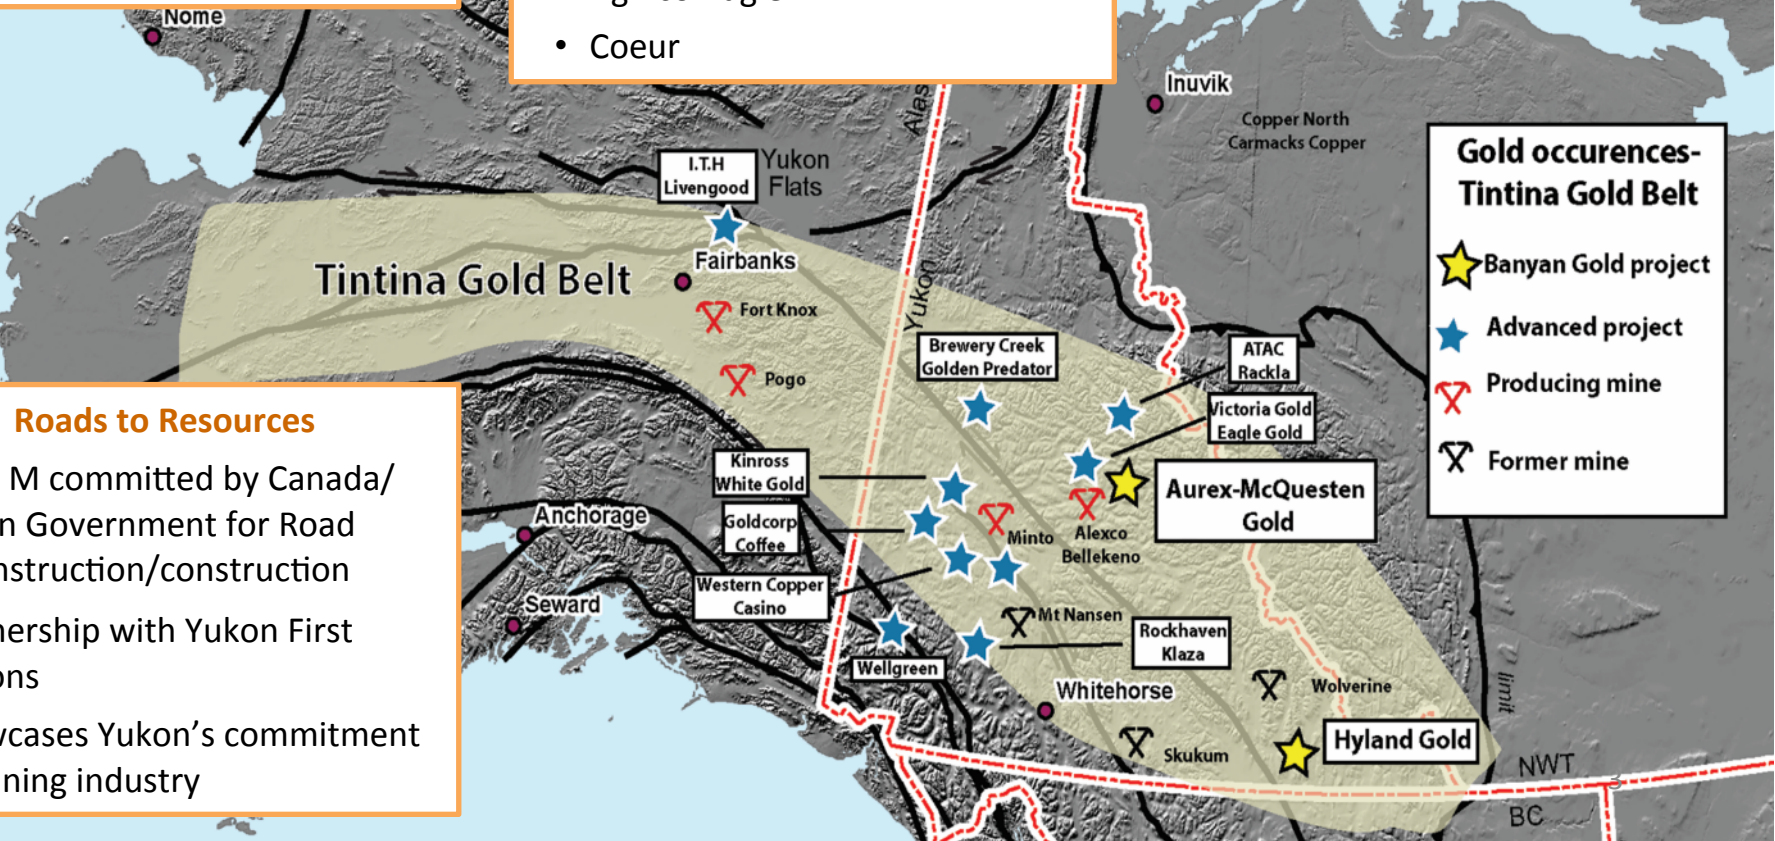 Nome
• Coeur
Inuvik
Copper North
Carmacks Copper
Alas
Yukon
Yukon
Flats
I.T.H
Livengood
Fairbanks
Tintina Gold Belt
Fort Knox
Pogo
Brewery Creek
Golden Predator
ATAC
Rackla
Victoria Gold
Eagle Gold
Kinross
White Gold
Goldcorp
Coffee
Minto
Alexco
Bellekeno
Aurex-McQuesten
Gold
Anchorage
Seward
Western Copper
Casino
Mt Nansen
Rockhaven
Klaza
Wellgreen
Whitehorse
Wolverine
Skukum
Hyland Gold
limit
NWT
BC
Gold occurences-
Tintina Gold Belt
Banyan Gold project
Advanced project
Producing mine
Former mine
Roads to Resources
M committed by Canada/
n Government for Road
nstruction/construction
nership with Yukon First
ons
wcases Yukon's commitment
ning industry